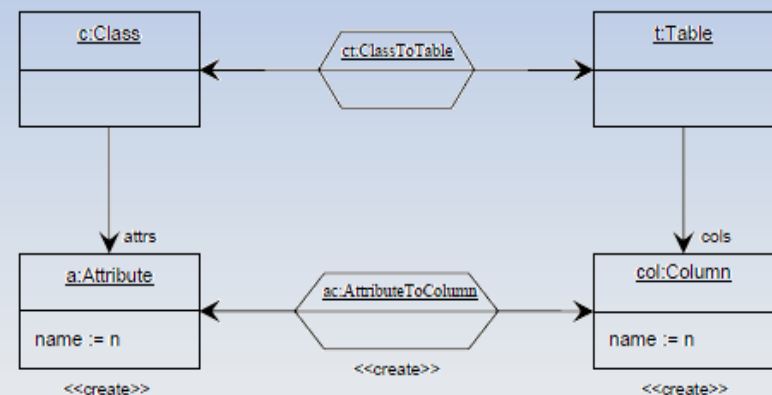 c:Class
ct:ClassToTable
t:Table
attrs
cols
a:Attribute
ac:AttributeToColumn
col:Column
name := n
name := n
<<create>>
<<create>>
<<create>>